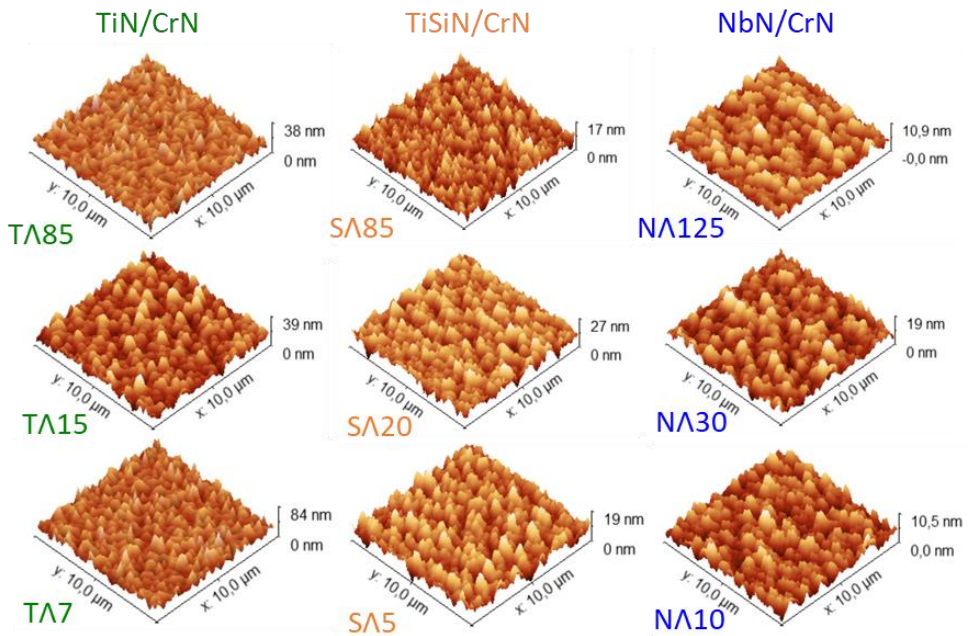 TiN/CrN
TiSiN/CrN
NbN/CrN
38 nm
0 nm
y: 10,0 µm
x: 10,0 µm
TΛ85
17 nm
0 nm
y: 10,0 µm
x: 10,0 µm
SΛ85
10,9 nm
-0,0 nm
y: 10,0 µm
x: 10,0 µm
NΛ125
39 nm
0 nm
y: 10,0 µm
x: 10,0 µm
TΛ15
27 nm
0 nm
y: 10,0 µm
x: 10,0 µm
SΛ20
19 nm
0 nm
y: 10,0 µm
x: 10,0 µm
NΛ30
84 nm
0 nm
y: 10,0 µm
x: 10,0 µm
TΛ7
19 nm
0 nm
y: 10,0 µm
x: 10,0 µm
SΛ5
10,5 nm
0,0 nm
y: 10,0 µm
x: 10,0 µm
NΛ10